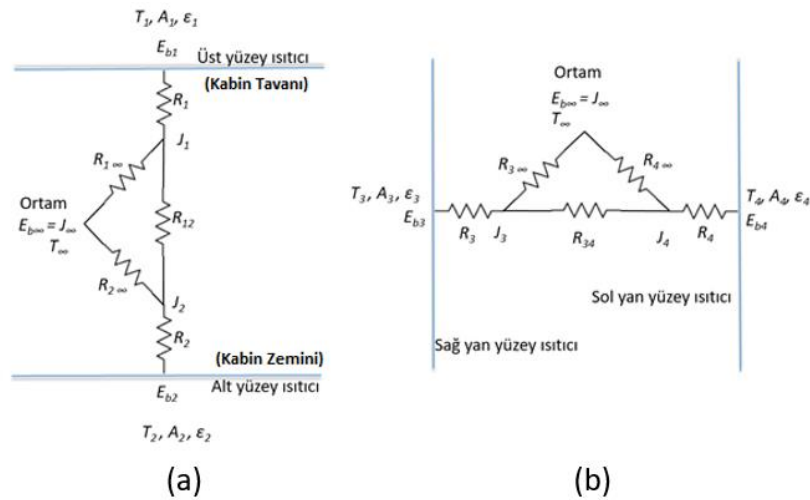 T1, A1, ε1
Eb1
Üst yüzey ısıtıcı
(Kabin Tavanı)
R1
J1
R1∞
Ortam
Eb∞ = J∞
T∞
R12
R2∞
J2
R2
(Kabin Zemini)
Eb2
Alt yüzey ısıtıcı
T2, A2, ε2
(a)
Ortam
Eb∞ = J∞
T∞
R3∞
R4∞
T3, A3, ε3
Eb3
R3
J3
R34
J4
R4
T4, A4, ε4
Eb4
Sol yan yüzey ısıtıcı
Sağ yan yüzey ısıtıcı
(b)